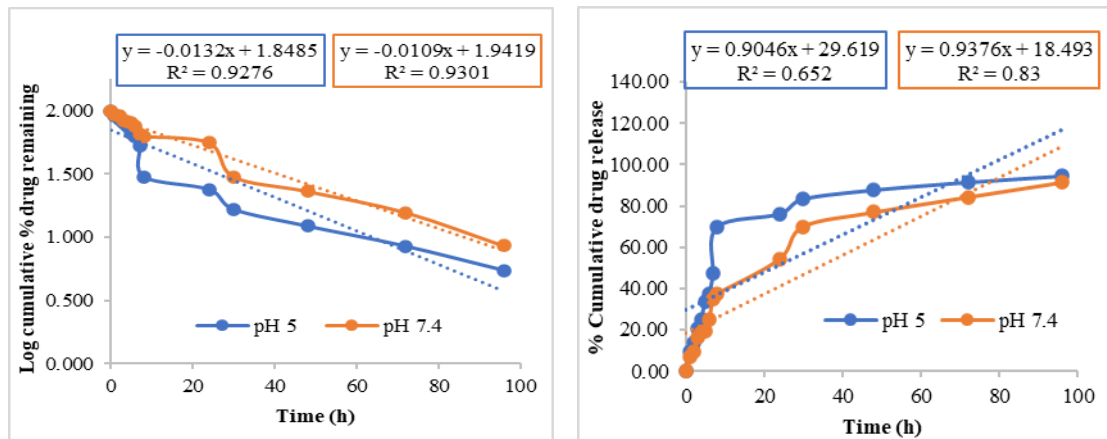 y = -0.0132x + 1.8485
R² = 0.9276
y = -0.0109x + 1.9419
R² = 0.9301
Log cumulative % drug remaining
2.000
1.500
1.000
0.500
0.000
pH 5
pH 7.4
0
20
40
60
80
100
Time (h)
y = 0.9046x + 29.619
R² = 0.652
y = 0.9376x + 18.493
R² = 0.83
% Cumulative drug release
140.00
120.00
100.00
80.00
60.00
40.00
20.00
0.00
pH 5
pH 7.4
0
20
40
60
80
100
Time (h)